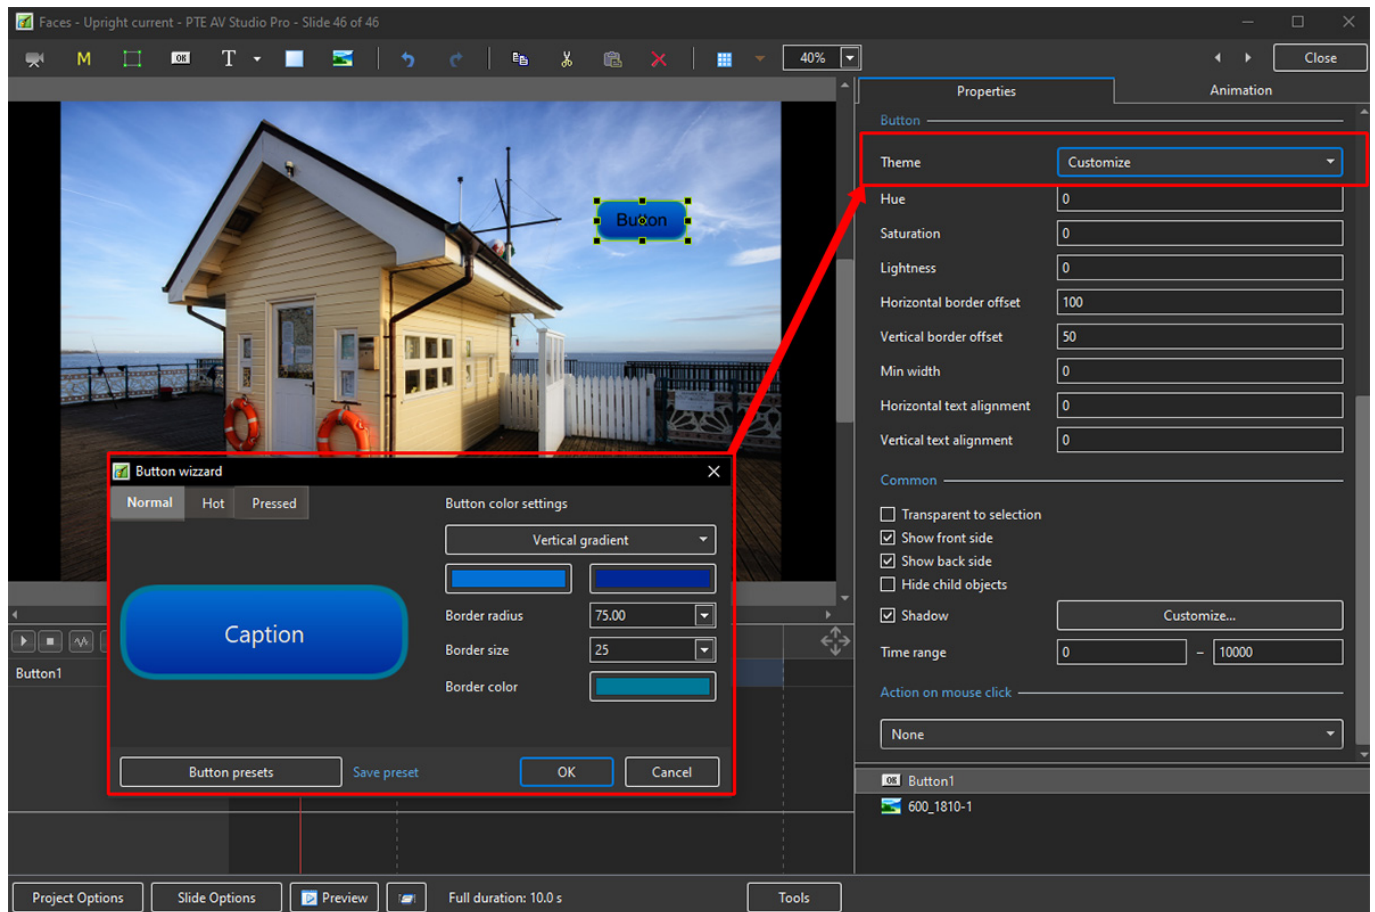 Faces - Upright current - PTE AV Studio Pro - Slide 46 of 46
M
OK
T
40%
Close
Properties
Animation
Button
Theme
Customize
Hue
0
Saturation
0
Lightness
0
Horizontal border offset
100
Vertical border offset
50
Min width
0
Horizontal text alignment
0
Vertical text alignment
0
Common
Transparent to selection
Show front side
Show back side
Hide child objects
Shadow
Customize...
Time range
0
–
10000
Action on mouse click
None
OK
Button1
600_1810-1
Button
Button wizzard
Normal
Hot
Pressed
Button color settings
Vertical gradient
Border radius
75.00
Border size
25
Border color
Caption
Button presets
Save preset
OK
Cancel
Button1
Project Options
Slide Options
Preview
Full duration: 10.0 s
Tools